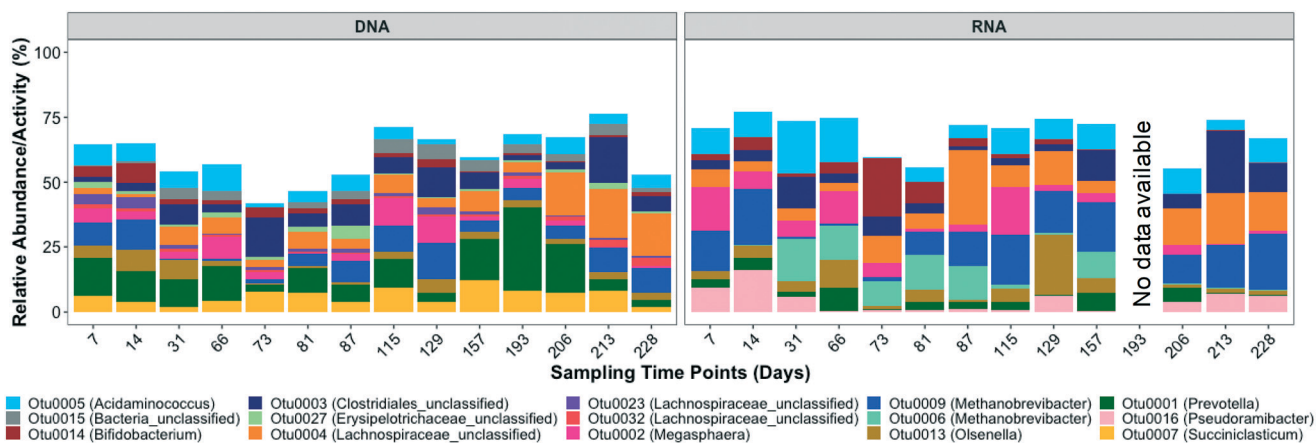 DNA
RNA
Relative Abundance/Activity (%)
100
75
50
25
0
No data available
7 14 31 66 73 81 87 115 129 157 193 206 213 228
7 14 31 66 73 81 87 115 129 157 193 206 213 228
Sampling Time Points (Days)
Otu0005 (Acidaminococcus) Otu0003 (Clostridiales_unclassified) Otu0023 (Lachnospiraceae_unclassified) Otu0009 (Methanobrevibacter) Otu0001 (Prevotella)
Otu0015 (Bacteria_unclassified) Otu0027 (Erysipelotrichaceae_unclassified) Otu0032 (Lachnospiraceae_unclassified) Otu0006 (Methanobrevibacter) Otu0016 (Pseudoramibacter)
Otu0014 (Bifidobacterium) Otu0004 (Lachnospiraceae_unclassified) Otu0002 (Megasphaera) Otu0013 (Olsenella) Otu0007 (Succiniclasticum)